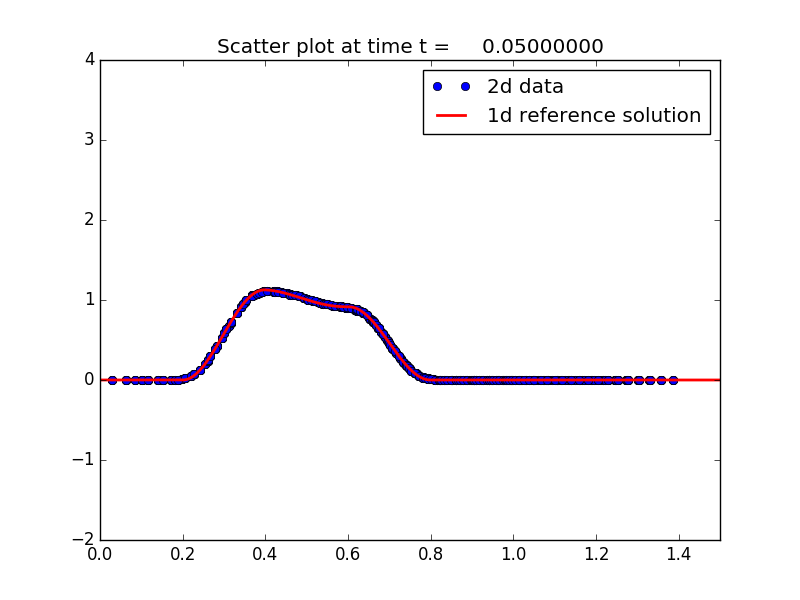 Scatter plot at time t = 0.05000000
4
2d data
1d reference solution
3
2
1
0
−1
−2
0.0 0.2 0.4 0.6 0.8 1.0 1.2 1.4